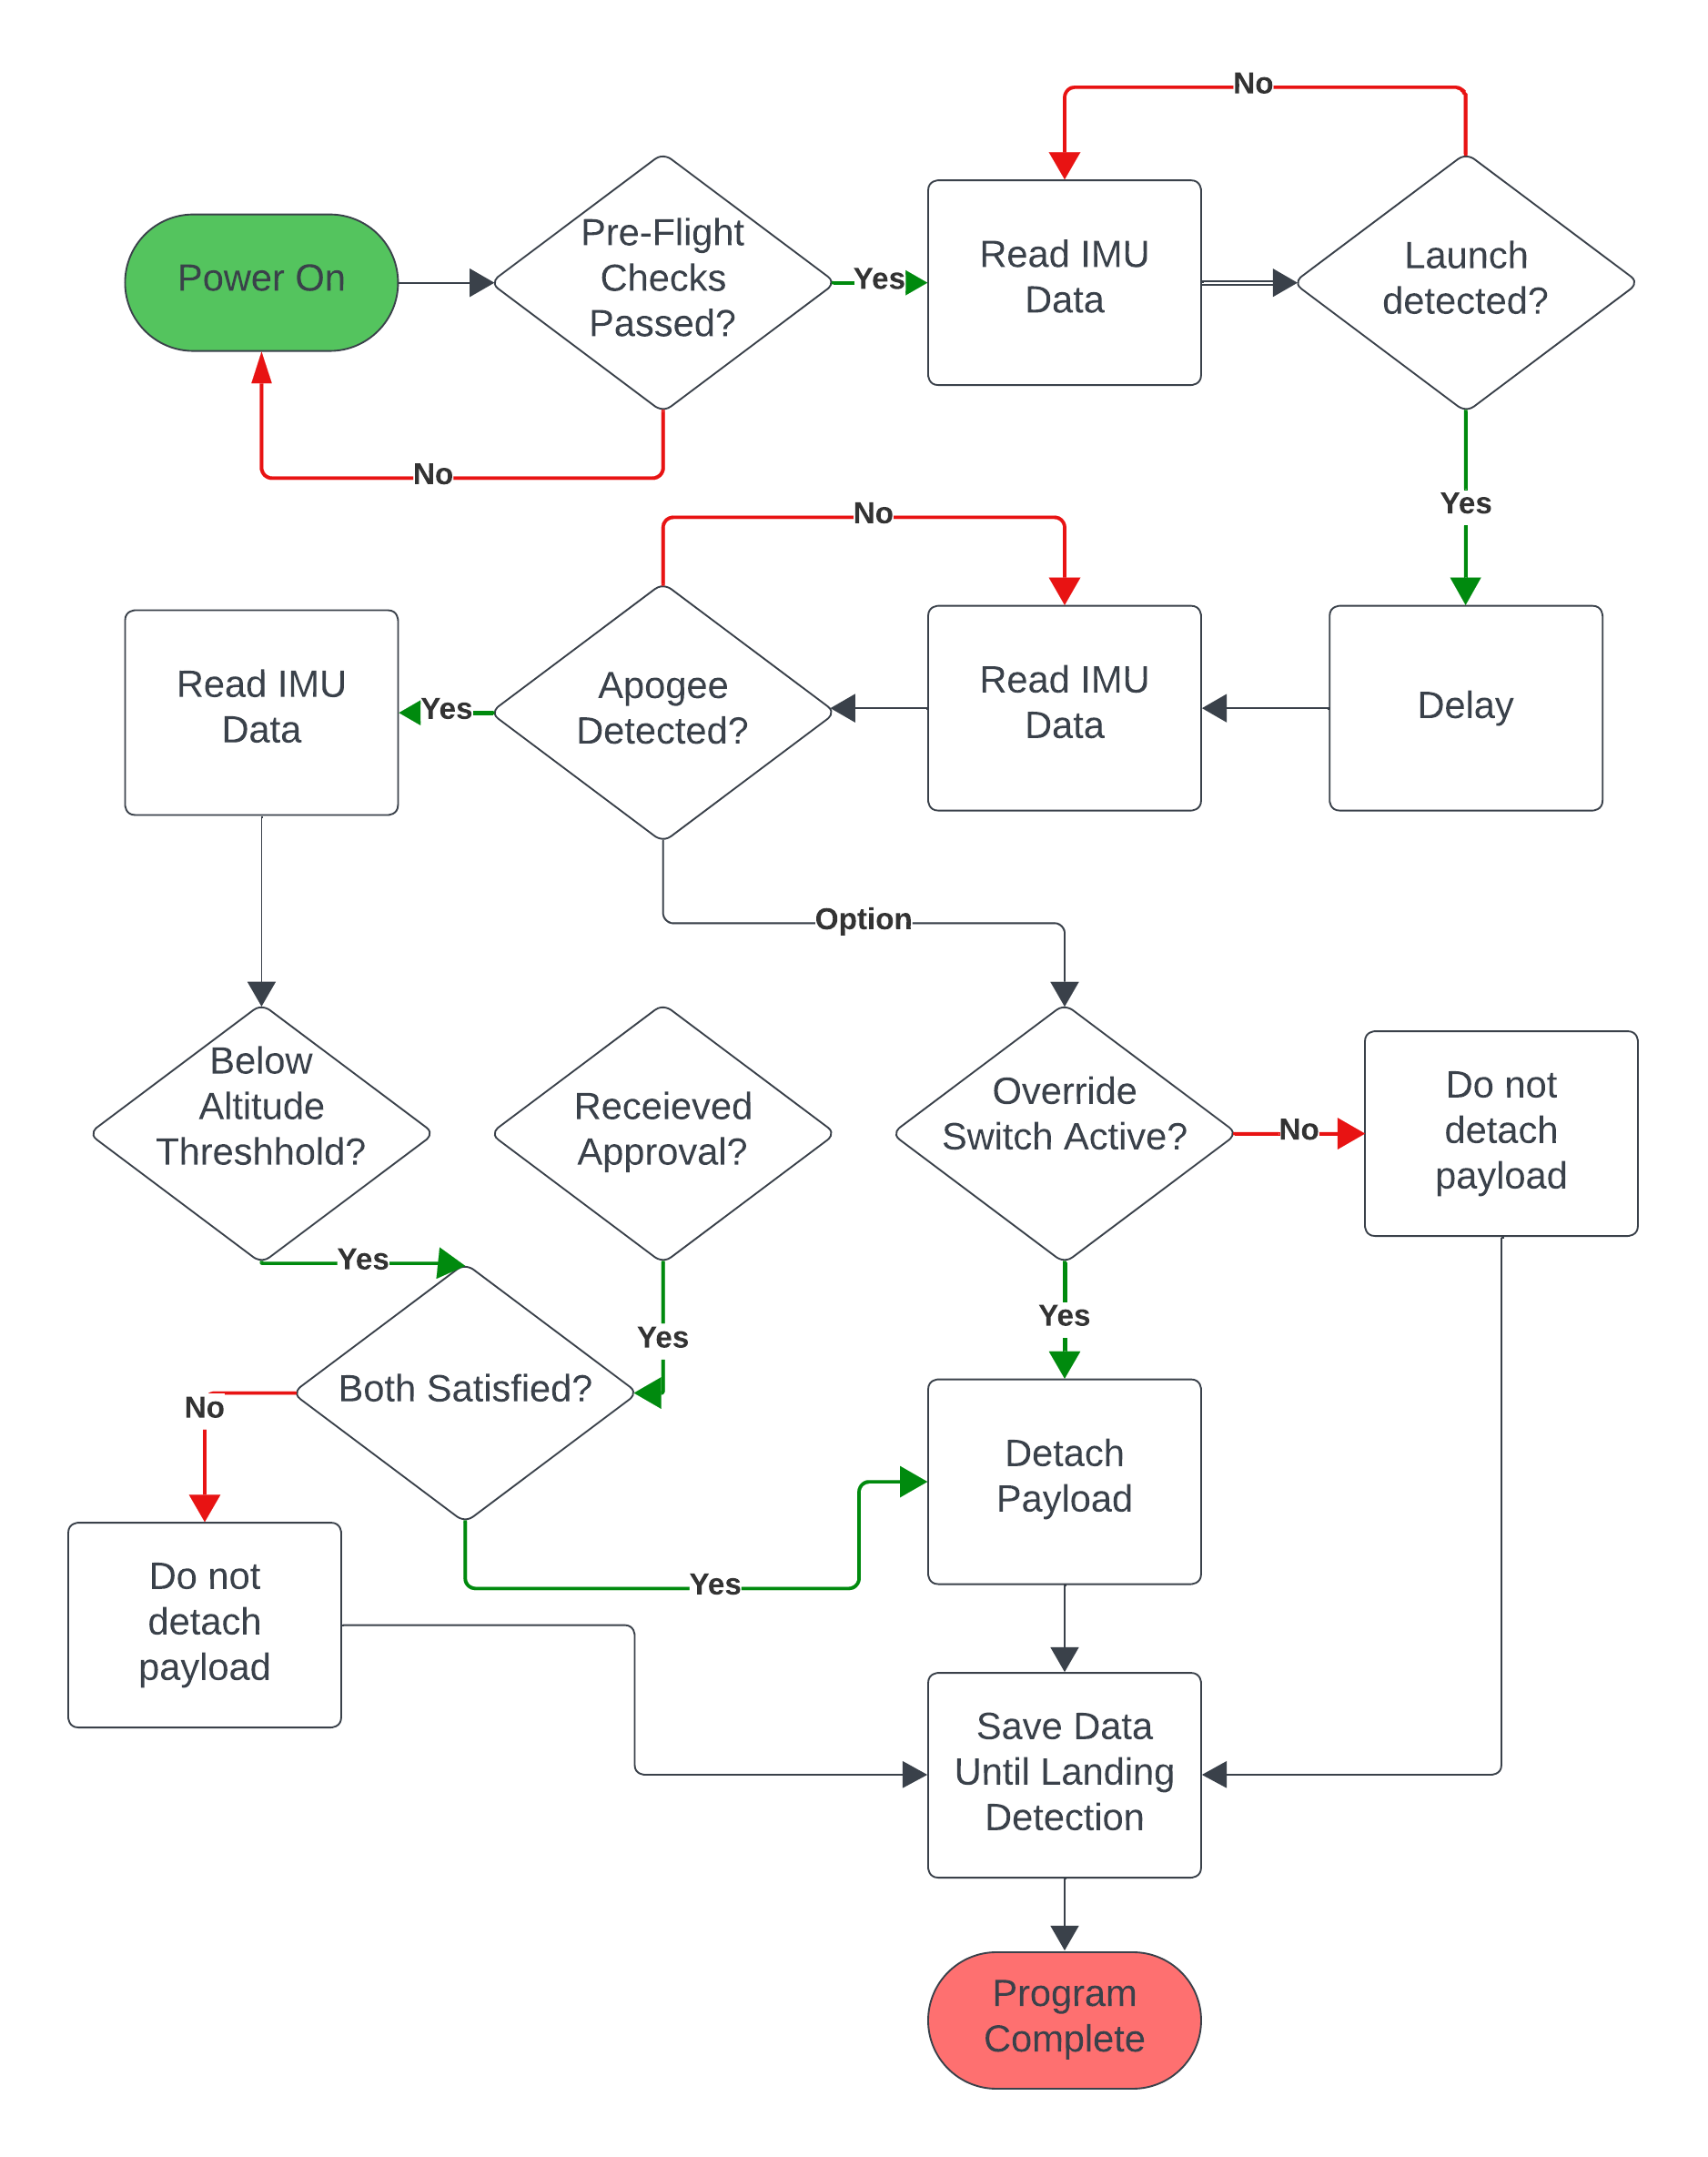 No
Power On
Pre-Flight
Checks
Passed?
Yes
Read IMU
Data
Launch
detected?
No
Yes
No
Read IMU
Data
Yes
Apogee
Detected?
Read IMU
Data
Delay
Option
Below
Altitude
Threshhold?
Receieved
Approval?
Override
Switch Active?
No
Do not
detach
payload
Yes
Yes
Yes
Both Satisfied?
No
Detach
Payload
Yes
Do not
detach
payload
Save Data
Until Landing
Detection
Program
Complete